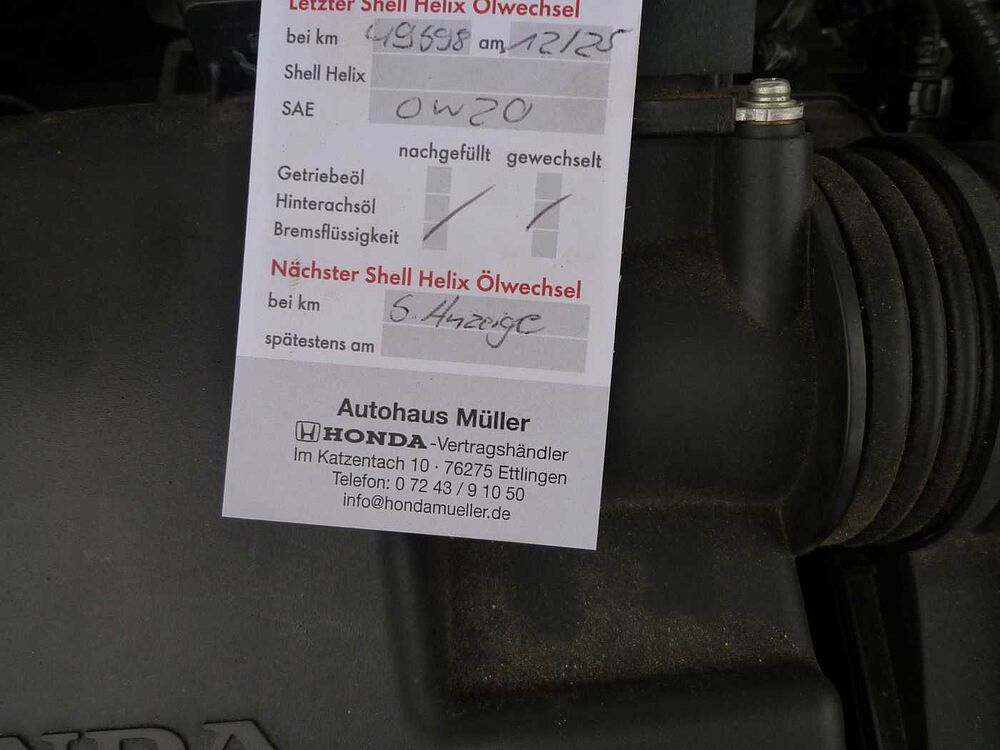 Letzter Shell Helix Ölwechsel
bei km 49698 am 12/25
Shell Helix
SAE 0W20
nachgefüllt gewechselt
Getriebeöl
Hinterachsöl
Bremsflüssigkeit
Nächster Shell Helix Ölwechsel
bei km S. Anzeige
spätestens am
Autohaus Müller
HONDA-Vertragshändler
Im Katzentach 10 · 76275 Ettlingen
Telefon: 0 72 43 / 9 10 50
info@hondamueller.de
NDA